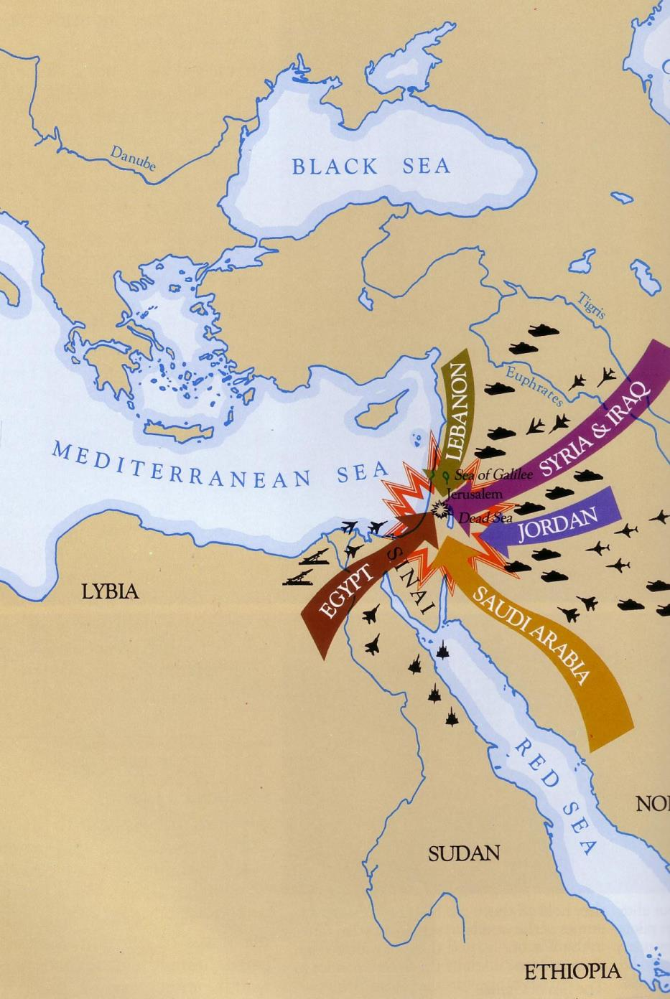 Danube
BLACK SEA
Tigris
Euphrates
LEBANON
SYRIA & IRAQ
MEDITERRANEAN SEA
Sea of Galilee
Jerusalem
Dead Sea
JORDAN
SINAI
EGYPT
LYBIA
SAUDI ARABIA
RED SEA
SUDAN
ETHIOPIA